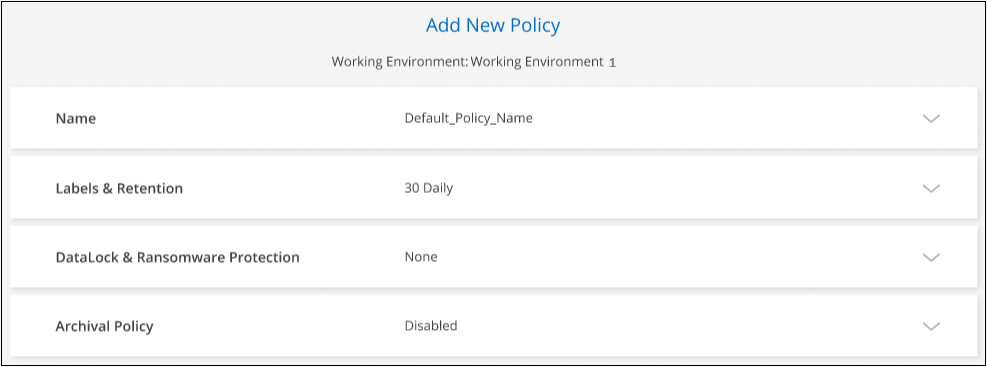 Add New Policy
Working Environment: Working Environment 1
Name Default_Policy_Name
Labels & Retention 30 Daily
DataLock & Ransomware Protection None
Archival Policy Disabled